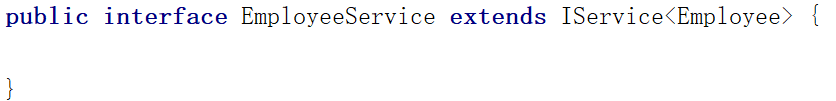 public interface EmployeeService extends IService<Employee> {
}